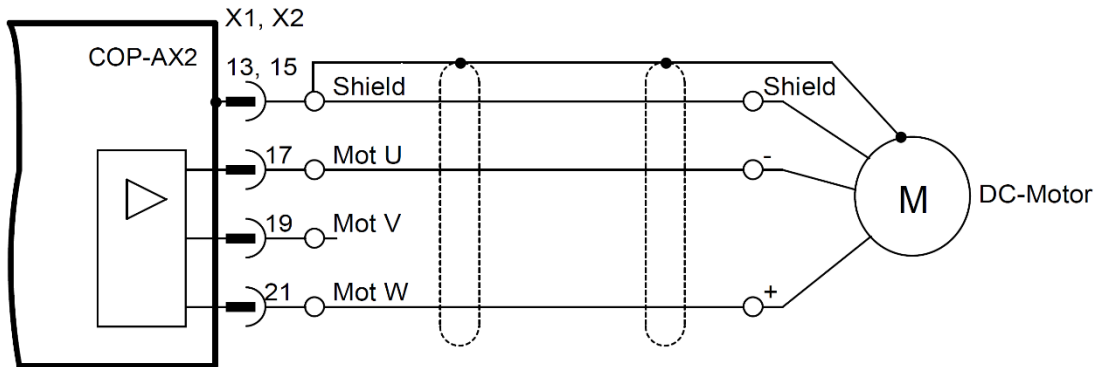 X1, X2
COP-AX2
13, 15
Shield
Shield
17
Mot U
-
M
DC-Motor
19
Mot V
21
Mot W
+